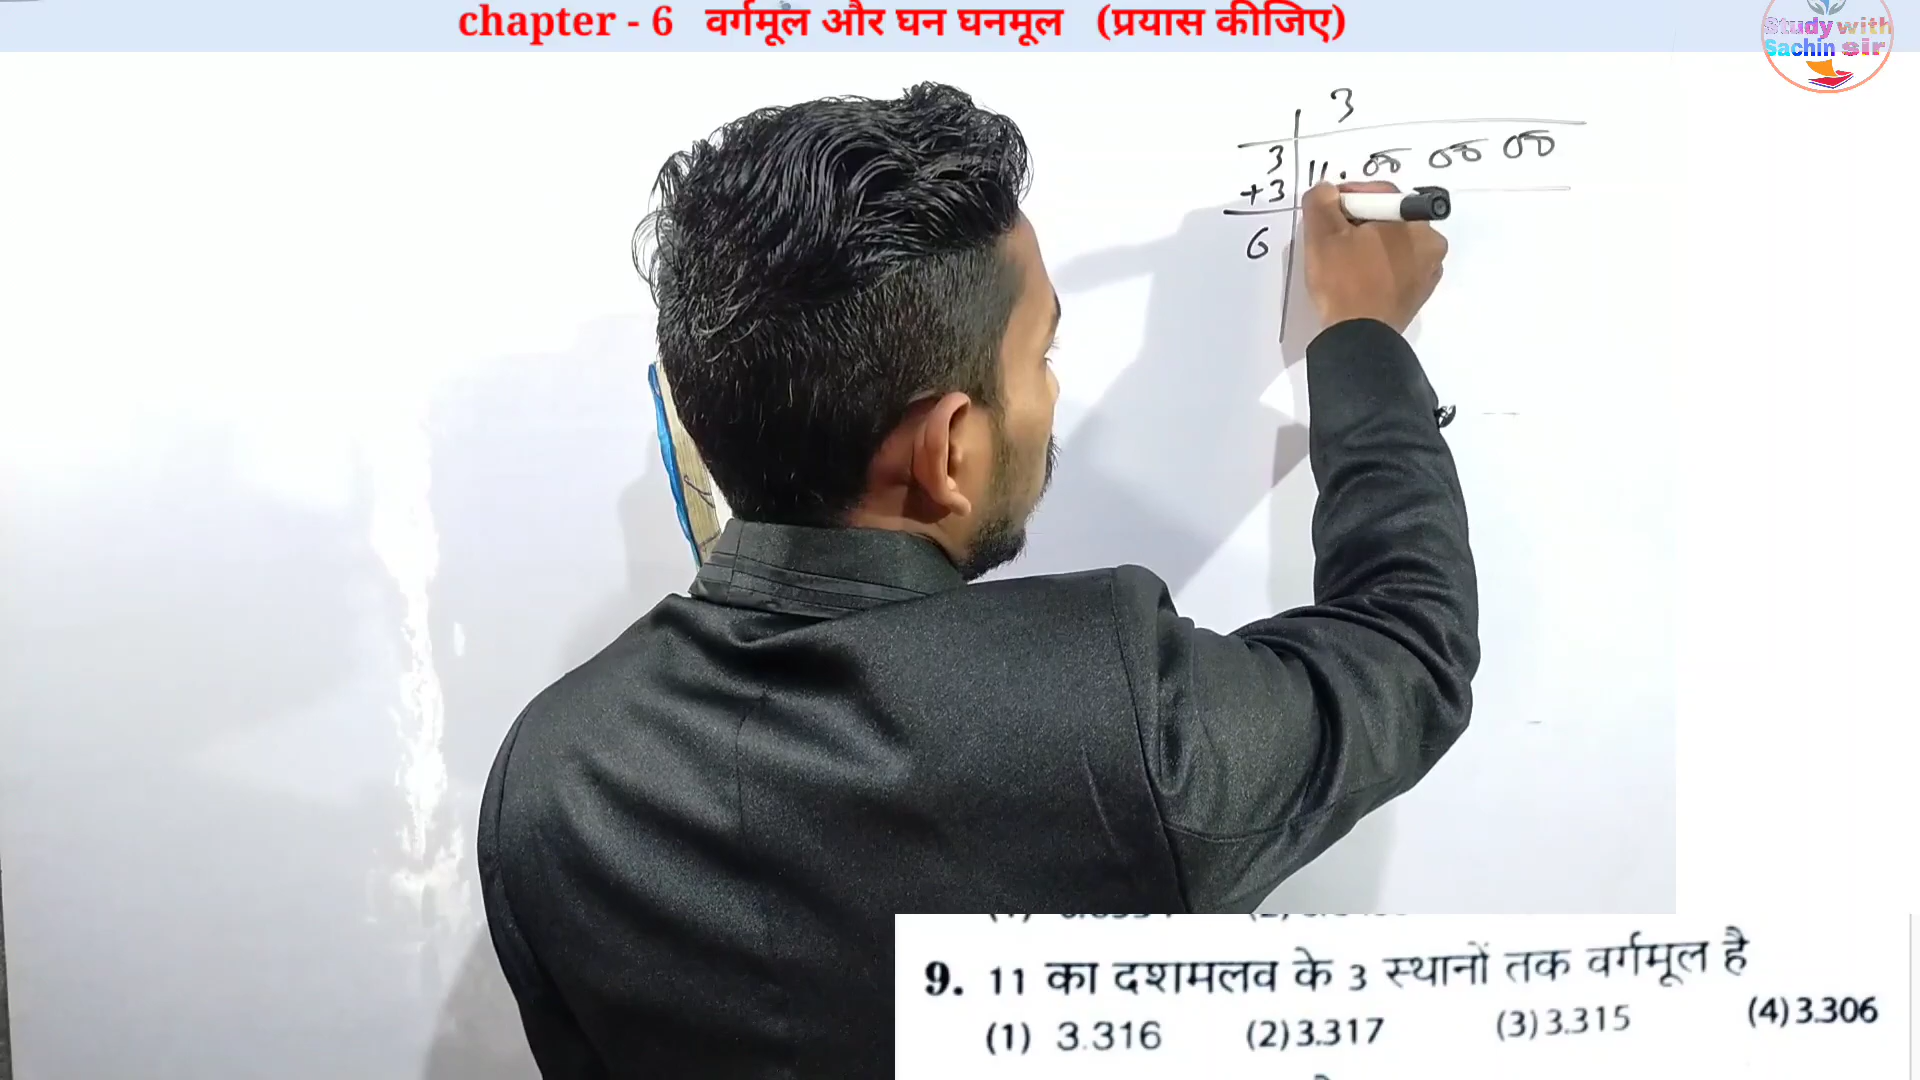 chapter - 6 वर्गमूल और घन घनमूल (प्रयास कीजिए)
Study with
Sachin sir
3
3 11.00 00 00
+3
6
9. 11 का दशमलव के 3 स्थानों तक वर्गमूल है
(1) 3.316 (2) 3.317 (3) 3.315 (4) 3.306